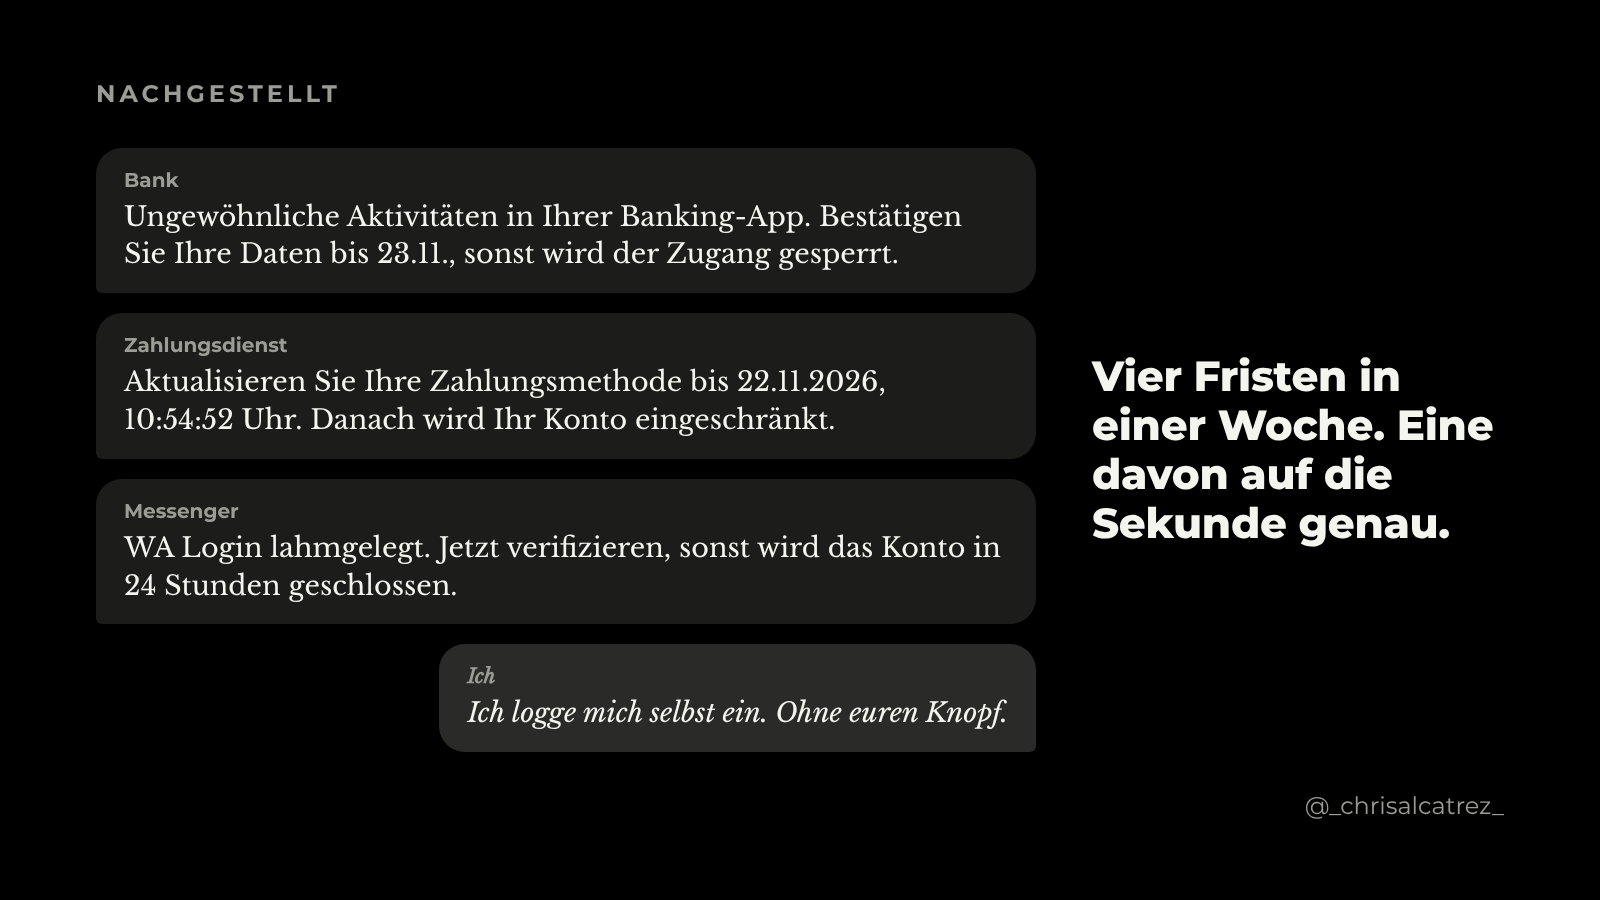 NACHGESTELLT
Bank
Ungewöhnliche Aktivitäten in Ihrer Banking-App. Bestätigen
Sie Ihre Daten bis 23.11., sonst wird der Zugang gesperrt.
Zahlungsdienst
Aktualisieren Sie Ihre Zahlungsmethode bis 22.11.2026,
10:54:52 Uhr. Danach wird Ihr Konto eingeschränkt.
Messenger
WA Login lahmgelegt. Jetzt verifizieren, sonst wird das Konto in
24 Stunden geschlossen.
Ich
Ich logge mich selbst ein. Ohne euren Knopf.
Vier Fristen in
einer Woche. Eine
davon auf die
Sekunde genau.
@_chrisalcatrez_